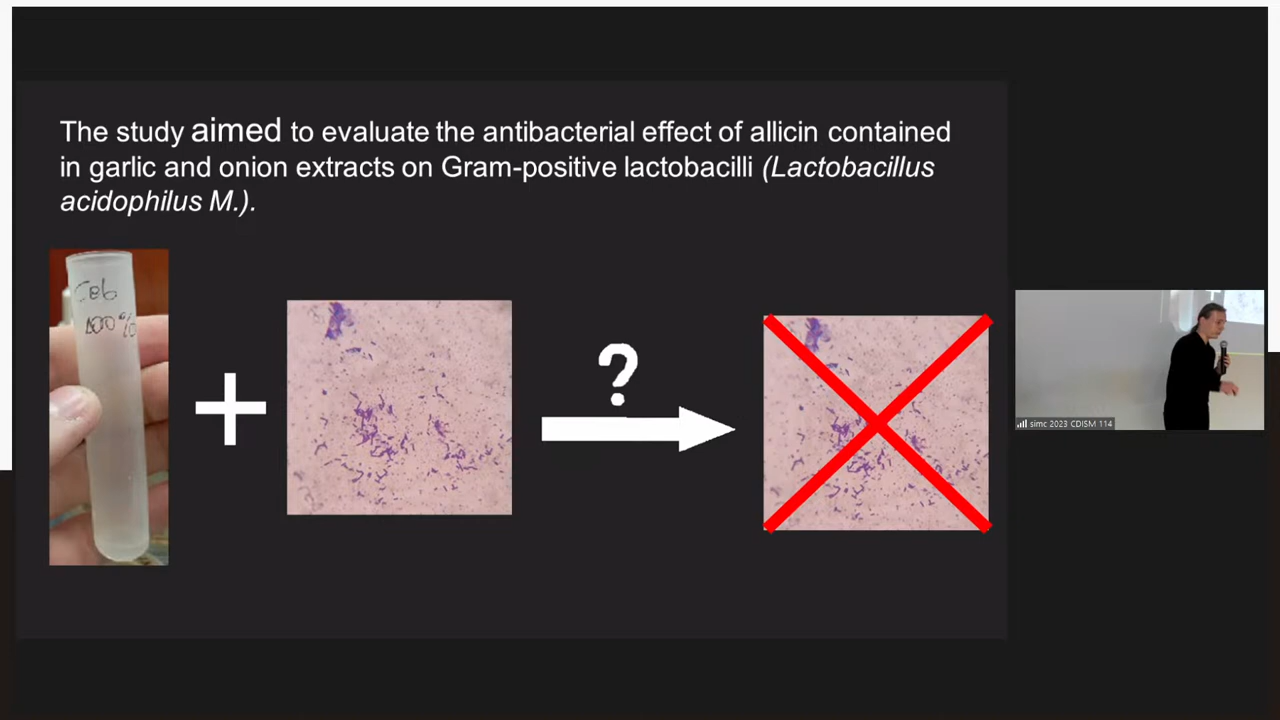 The study aimed to evaluate the antibacterial effect of allicin contained
in garlic and onion extracts on Gram-positive lactobacilli (Lactobacillus
acidophilus M.).
100%
?
simc 2023 CDISM 114